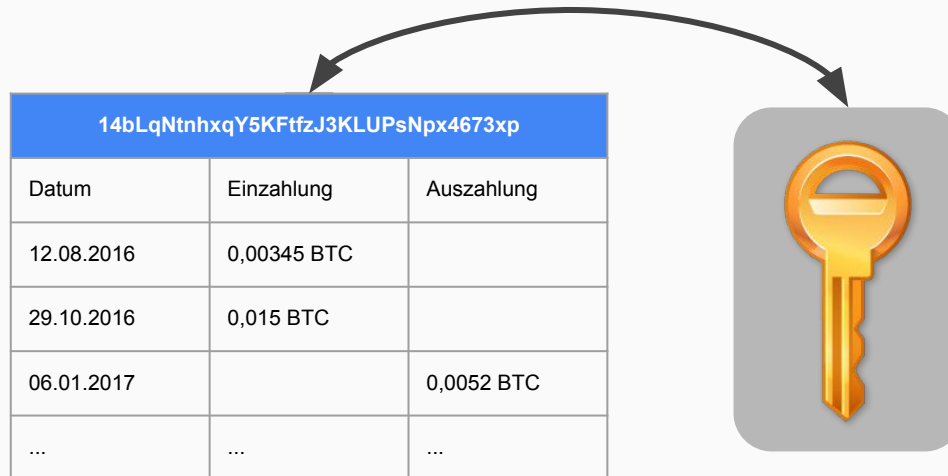 14bLqNtnhxqY5KFtfzJ3KLUPsNpx4673xp
Datum Einzahlung Auszahlung
12.08.2016 0,00345 BTC
29.10.2016 0,015 BTC
06.01.2017 0,0052 BTC
... ... ...